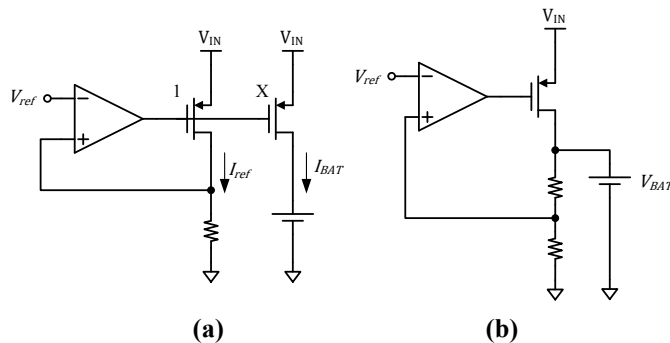 V_IN V_IN
V_ref − 1 X
+
I_ref I_BAT
(a)
V_IN
V_ref −
+
V_BAT
(b)